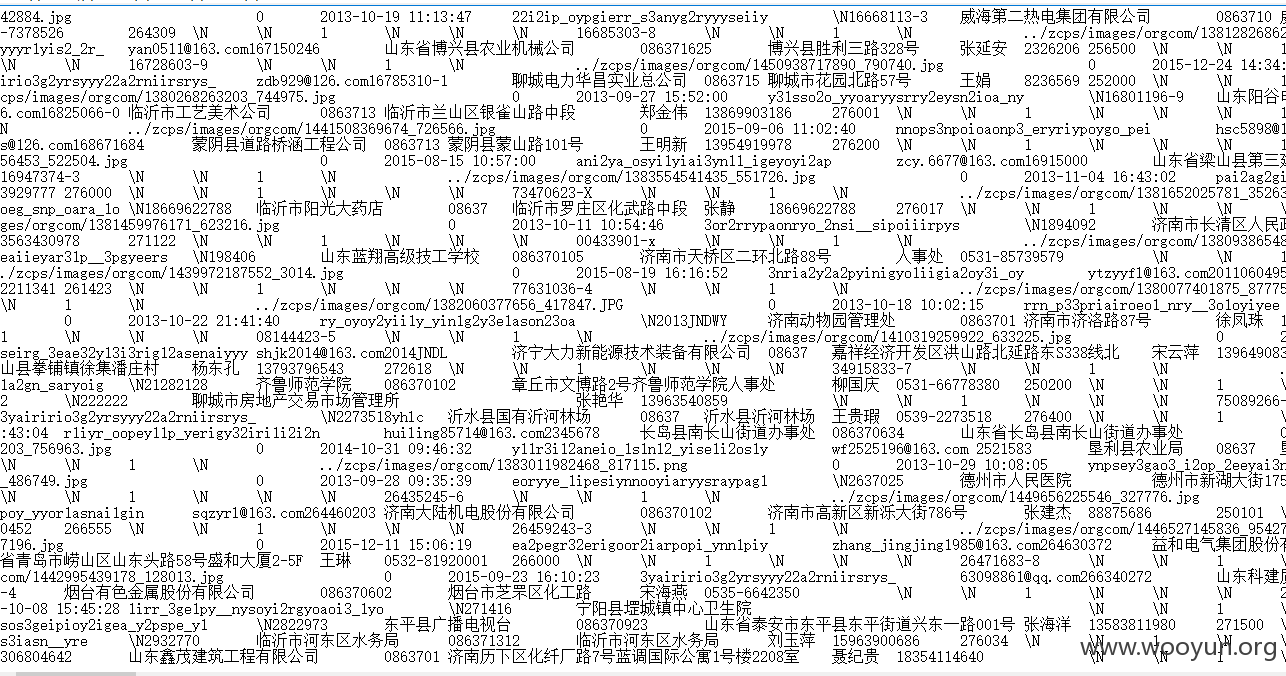 42884.jpg 0 2013-10-19 11:13:47 22i2ip_oypgierr_s3anyg2ryyyseiiy \N16668113-3 威海第二热电集团有限公司 0863710
-7378526 264309 \N \N 1 \N 16685303-8 \N \N 1 \N ../zcps/images/orgcom/13812826862
yyyr1yis2_2r_ yan0511@163.com167150246 山东省博兴县农业机械公司 086371625 博兴县胜利三路328号 张延安 2326206 256500 \N \N
\N \N 16728603-9 \N \N 1 \N ../zcps/images/orgcom/1450938717890_790740.jpg 0 2015-12-24 14:34:
irio3g2yrsyyy22a2rniirsrys_ zdb929@126.com16785310-1 聊城电力华昌实业总公司 0863715 聊城市花园北路57号 王娟 8236569 252000 \N \N
cps/images/orgcom/1380268263203_744975.jpg 0 2013-09-27 15:52:00 y31sso2o_yyoaryysrry2eysn2ioa_ny \N16801196-9 山东阳谷电
6.com16825066-0 临沂市工艺美术公司 0863713 临沂市兰山区银雀山路中段 郑金伟 13869903186 276001 \N \N 1 \N
N ../zcps/images/orgcom/1441508369674_726566.jpg 0 2015-09-06 11:02:40 nnops3npoioaonp3_eryriypoygo_pei hsc5898@1
s@126.com168671684 蒙阴县道路桥涵工程公司 0863713 蒙阴县蒙山路101号 王明新 13954919978 276200 \N \N 1 \N
56453_522504.jpg 0 2015-08-15 10:57:00 ani2ya_osyilyiai3yn1l_igeyoyi2ap zcy.6677@163.com16915000 山东省梁山县第三建
16947374-3 \N \N 1 \N ../zcps/images/orgcom/1383554541435_551726.jpg 0 2013-11-04 16:43:02 pai2ag2gi
3929777 276000 \N 1 \N \N \N 73470623-X \N \N 1 \N ../zcps/images/orgcom/1381652025781_35263
oeg_snp_oara_1o \N18669622788 临沂市阳光大药店 08637 临沂市罗庄区化武路中段 张静 18669622788 276017 \N \N 1 \N
ges/orgcom/1381459976171_623216.jpg 0 2013-10-11 10:54:46 3or2rrypaonryo_2nsi__sipoiiirpys \N1894092 济南市长清区人民政
3563430978 271122 \N \N 1 \N 00433901-x \N \N 1 \N ../zcps/images/orgcom/13809386548
eaiieyar31p__3pgyeers \N198406 山东蓝翔高级技工学校 086370105 济南市天桥区二环北路88号 人事处 0531-85739579 \N \N 1
./zcps/images/orgcom/1439972187552_3014.jpg 0 2015-08-19 16:16:52 3nria2y2a2pyinigyo1iigia2oy3i_oy ytzyyf1@163.com2011060495
2211341 261423 \N \N 1 \N 77631036-4 \N \N 1 \N ../zcps/images/orgcom/1380077401875_87775
\N 1 \N ../zcps/images/orgcom/1382060377656_417847.JPG 0 2013-10-18 10:02:15 rrn_p33priairoeo1_nry__3oloyiyee
0 2013-10-22 21:41:40 ry_oyoy2yiily_yin1g2y3elason23oa \N2013JNDWY 济南动物园管理处 0863701 济南市济洛路87号 徐凤珠 1
1 \N 08144423-5 \N \N 1 \N ../zcps/images/orgcom/1410319259922_633225.jpg 0 2
seirg_3eae32y13i3rig12asenaiyyy shjk2014@163.com2014JNDL 济宁大力新能源技术装备有限公司 08637 嘉祥经济开发区洪山路北延路东S338线北 宋云萍 139649083
山县拳铺镇徐集潘庄村 杨东孔 13793796543 272618 \N \N 1 \N 34915833-7 \N \N 1 \N
1a2gn_saryoig \N21282128 齐鲁师范学院 086370102 章丘市文博路2号齐鲁师范学院人事处 柳国庆 0531-66778380 250200 \N \N 1
2 \N222222 聊城市房地产交易市场管理所 张艳华 13963540859 \N \N 1 \N \N \N 75089266-
3yairirio3g2yrsyyy22a2rniirsrys_ \N2273518yh1c 沂水县国有沂河林场 08637 沂水县沂河林场 王贵瑕 0539-2273518 276400 \N \N 1
:43:04 rliyr_oopey11p_yerigy32irili2i2n huiling85714@163.com2345678 长岛县南长山街道办事处 086370634 山东省长岛县南长山街道办事处 0
203_756963.jpg 0 2014-10-31 09:46:32 y11r3i12aneio_1s1n12_yiseli2os1y wf2525196@163.com 2521583 垦利县农业局 08637
\N \N 1 \N ../zcps/images/orgcom/1383011982468_817115.png 0 2013-10-29 10:08:05 ynpsey3gao3_i2op_2eeyai3n
_486749.jpg 0 2013-09-28 09:35:39 eoryye_1ipesiynnooyiaryysraypag1 \N2637025 德州市人民医院 德州市新湖大街175
\N \N 1 \N 26435245-6 \N \N 1 \N ../zcps/images/orgcom/1449656225546_327776.jpg
poy_yyorlasnailgin sqzyrl@163.com264460203 济南大陆机电股份有限公司 086370102 济南市高新区新泺大街786号 张建杰 88875686 250101 \N
0452 266555 \N \N 1 \N 26459243-3 \N \N 1 \N ../zcps/images/orgcom/1446527145836_95427
7196.jpg 0 2015-12-11 15:06:19 ea2pegr32erigoor2iarpopi_ynn1piy zhang_jingjing1985@163.com264630372 益和电气集团股份有
省青岛市崂山区山东头路58号盛和大厦2-5F 王琳 0532-81920001 266000 \N \N 1 \N 26471683-8 \N \N 1 \N
com/1442995439178_128013.jpg 0 2015-09-23 16:10:23 3yairirio3g2yrsyyy22a2rniirsrys_ 63098861@qq.com266340272 山东科建质
-4 烟台有色金属股份有限公司 086370602 烟台市芝罘区化工路 宋海燕 0535-6642350 \N \N 1 \N \N \N
-10-08 15:45:28 1irr_3gelpy__nysoyi2rgyoaoi3_1yo \N271416 宁阳县堽城镇中心卫生院 \N \N 1
sos3geipioy2igea_y2pspe_y1 \N2822973 东平县广播电视台 086370923 山东省泰安市东平县东平街道兴东一路001号 张海洋 13583811980 271500 \N
s3iasn__yre \N2932770 临沂市河东区水务局 086371312 临沂市河东区水务局 刘玉萍 15963900686 276034 \N \N 1 \N
306804642 山东鑫茂建筑工程有限公司 0863701 济南历下区化纤厂路7号蓝调国际公寓1号楼2208室 聂纪贵 18354114640 \N \N 1
www.wooyun.org